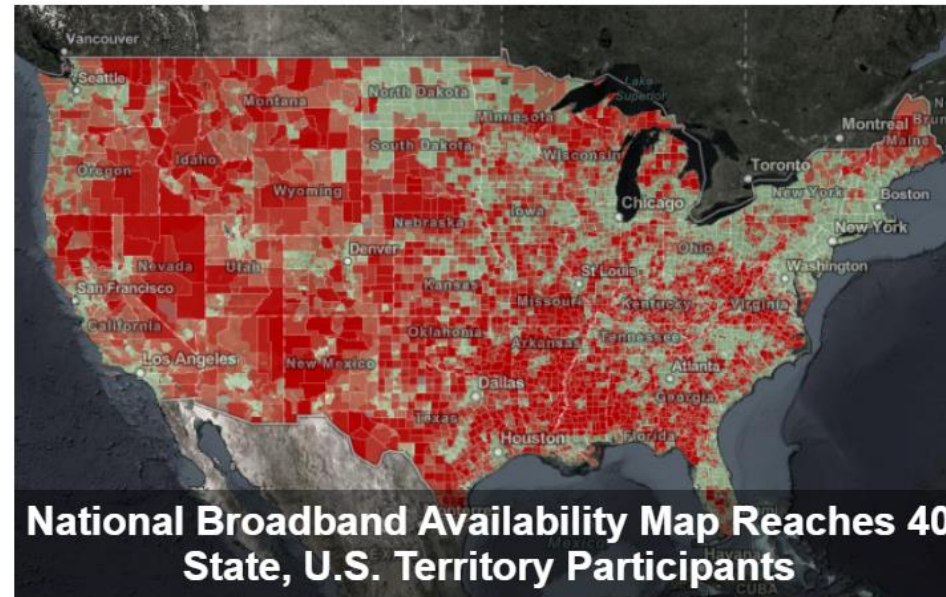 Vancouver
Seattle
Montana
North Dakota
Minnesota
Lake
Superior
Montreal
Brun
Maine
Oregon
Idaho
South Dakota
Wisconsin
Toronto
Wyoming
New York
Boston
Chicago
Nebraska
Iowa
Ohio
New York
Nevada
Utah
Denver
Kansas
St Louis
Washington
San Francisco
Missouri
Kentucky
Virginia
California
Los Angeles
New Mexico
Oklahoma
Arkansas
Tennessee
Atlanta
Dallas
Georgia
Texas
Houston
Florida
National Broadband Availability Map Reaches 40
State, U.S. Territory Participants
Mexico
Havana
CUBA